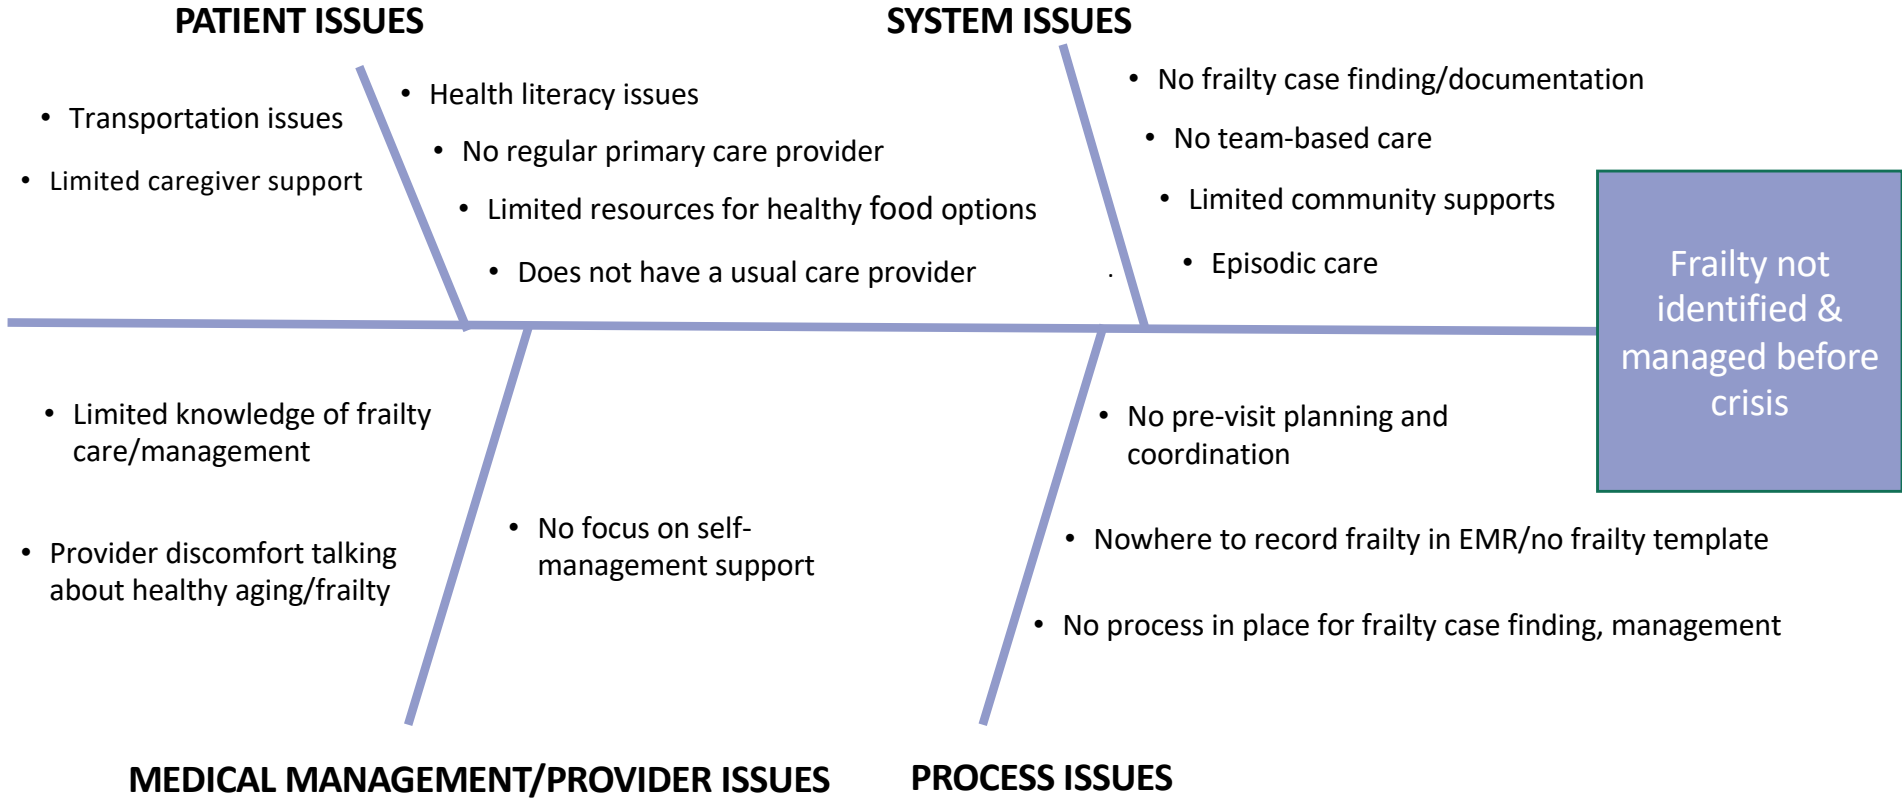 PATIENT ISSUES
• Transportation issues
• Limited caregiver support
• Health literacy issues
• No regular primary care provider
• Limited resources for healthy food options
• Does not have a usual care provider
SYSTEM ISSUES
.
• No frailty case finding/documentation
• No team-based care
• Limited community supports
• Episodic care
Frailty not
identified &
managed before
crisis
• Limited knowledge of frailty
care/management
• Provider discomfort talking
about healthy aging/frailty
• No focus on self-
management support
MEDICAL MANAGEMENT/PROVIDER ISSUES
• No pre-visit planning and
coordination
• Nowhere to record frailty in EMR/no frailty template
• No process in place for frailty case finding, management
PROCESS ISSUES